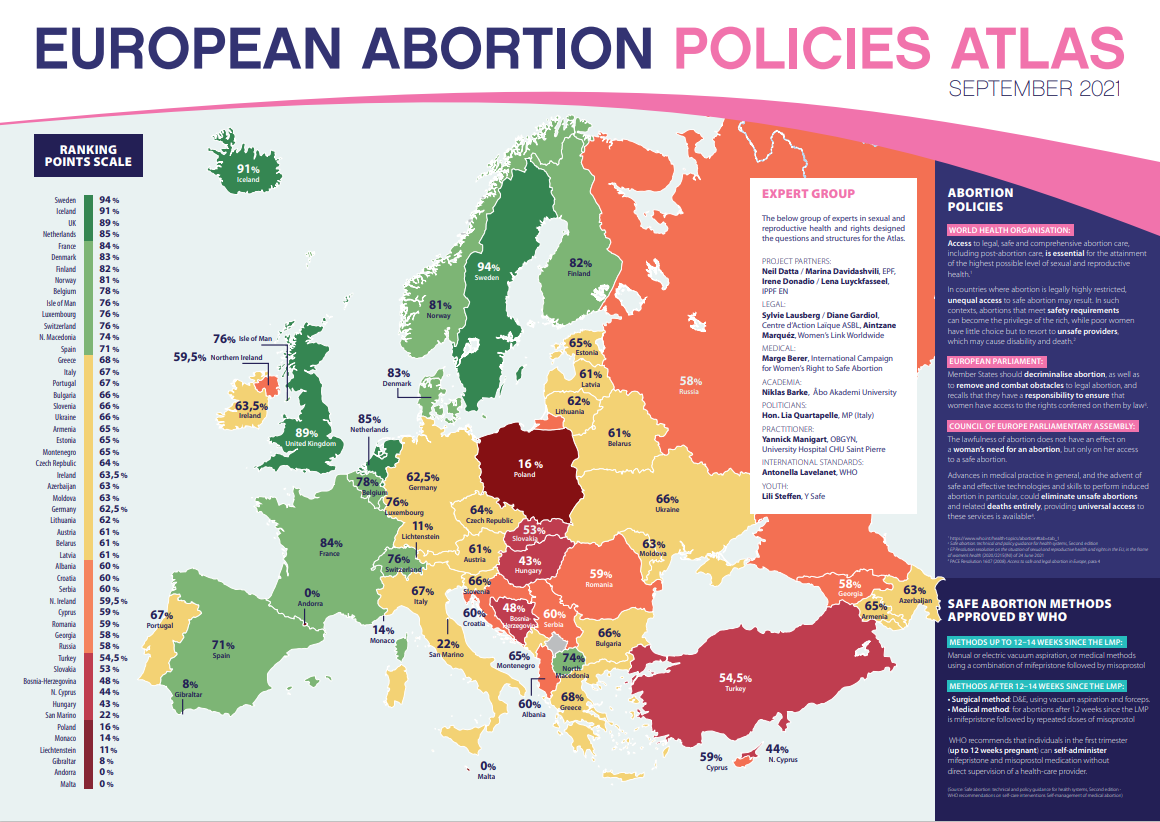 EUROPEAN ABORTION POLICIES ATLAS
SEPTEMBER 2021
RANKING
POINTS SCALE
Sweden 94 %
Iceland 91 %
UK 89 %
Netherlands 85 %
France 84 %
Denmark 83 %
Finland 82 %
Norway 81 %
Belgium 78 %
Isle of Man 76 %
Luxembourg 76 %
Switzerland 76 %
N. Macedonia 74 %
Spain 71 %
Greece 68 %
Italy 67 %
Portugal 67 %
Bulgaria 66 %
Slovenia 66 %
Ukraine 66 %
Armenia 65 %
Estonia 65 %
Montenegro 65 %
Czech Republic 64 %
Ireland 63,5 %
Azerbaijan 63 %
Moldova 63 %
Germany 62,5 %
Lithuania 62 %
Austria 61 %
Belarus 61 %
Latvia 61 %
Albania 60 %
Croatia 60 %
Serbia 60 %
N. Ireland 59,5 %
Cyprus 59 %
Romania 59 %
Georgia 58 %
Russia 58 %
Turkey 54,5 %
Slovakia 53 %
Bosnia-Herzegovina 48 %
N. Cyprus 44 %
Hungary 43 %
San Marino 22 %
Poland 16 %
Monaco 14 %
Liechtenstein 11 %
Gibraltar 8 %
Andorra 0 %
Malta 0 %
91%
Iceland
94%
Sweden
82%
Finland
81%
Norway
76% Isle of Man
59,5% Northern Ireland
63,5%
Ireland
89%
United Kingdom
83%
Denmark
85%
Netherlands
65%
Estonia
61%
Latvia
62%
Lithuania
58%
Russia
61%
Belarus
16 %
Poland
78%
Belgium
62,5%
Germany
76%
Luxembourg
64%
Czech Republic
11%
Lichtenstein
53%
Slovakia
66%
Ukraine
84%
France
76%
Switzerland
61%
Austria
43%
Hungary
63%
Moldova
59%
Romania
67%
Italy
66%
Slovenia
60%
Croatia
48%
Bosnia-
Herzegovina
60%
Serbia
0%
Andorra
67%
Portugal
71%
Spain
8%
Gibraltar
14%
Monaco
22%
San Marino
65%
Montenegro
74%
North
Macedonia
66%
Bulgaria
60%
Albania
68%
Greece
0%
Malta
54,5%
Turkey
59%
Cyprus
44%
N. Cyprus
58%
Georgia
65%
Armenia
63%
Azerbaijan
EXPERT GROUP
The below group of experts in sexual and
reproductive health and rights designed
the questions and structures for the Atlas.
PROJECT PARTNERS:
Neil Datta / Marina Davidashvili, EPF,
Irene Donadio / Lena Luyckfassel,
IPPF EN
LEGAL:
Sylvie Lausberg / Diane Gardiol,
Centre d'Action Laïque ASBL, Aintzane
Marquéz, Women's Link Worldwide
MEDICAL:
Marge Berer, International Campaign
for Women's Right to Safe Abortion
ACADEMIA:
Niklas Barke, Åbo Akademi University
POLITICIANS:
Hon. Lia Quartapelle, MP (Italy)
PRACTITIONER:
Yannick Manigart, OBGYN,
University Hospital CHU Saint Pierre
INTERNATIONAL STANDARDS:
Antonella Lavelanet, WHO
YOUTH:
Lili Steffen, Y Safe
ABORTION
POLICIES
WORLD HEALTH ORGANISATION:
Access to legal, safe and comprehensive abortion care,
including post-abortion care, is essential for the attainment
of the highest possible level of sexual and reproductive
health.¹
In countries where abortion is legally highly restricted,
unequal access to safe abortion may result. In such
contexts, abortions that meet safety requirements
can become the privilege of the rich, while poor women
have little choice but to resort to unsafe providers,
which may cause disability and death.²
EUROPEAN PARLIAMENT:
Member States should decriminalise abortion, as well as
to remove and combat obstacles to legal abortion, and
recalls that they have a responsibility to ensure that
women have access to the rights conferred on them by law³.
COUNCIL OF EUROPE PARLIAMENTARY ASSEMBLY:
The lawfulness of abortion does not have an effect on
a woman's need for an abortion, but only on her access
to a safe abortion.
Advances in medical practice in general, and the advent of
safe and effective technologies and skills to perform induced
abortion in particular, could eliminate unsafe abortions
and related deaths entirely, providing universal access to
these services is available⁴.
SAFE ABORTION METHODS
APPROVED BY WHO
METHODS UP TO 12–14 WEEKS SINCE THE LMP:
Manual or electric vacuum aspiration, or medical methods
using a combination of mifepristone followed by misoprostol
METHODS AFTER 12–14 WEEKS SINCE THE LMP:
• Surgical method: D&E, using vacuum aspiration and forceps.
• Medical method: for abortions after 12 weeks since the LMP
is mifepristone followed by repeated doses of misoprostol
WHO recommends that individuals in the first trimester
(up to 12 weeks pregnant) can self-administer
mifepristone and misoprostol medication without
direct supervision of a health-care provider.